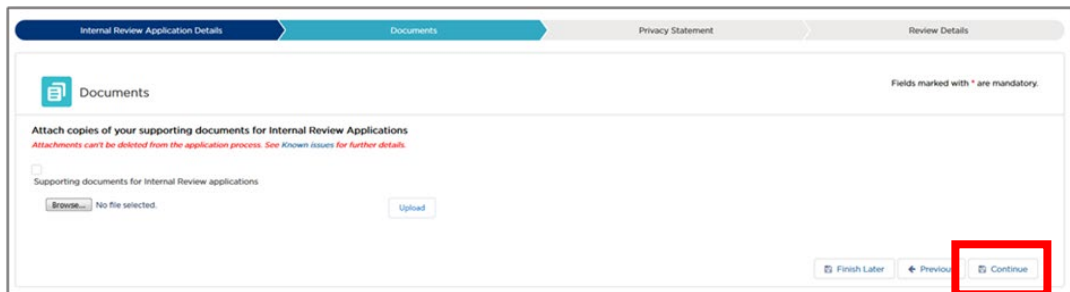 Internal Review Application Details Documents Privacy Statement Review Details
Documents
Fields marked with * are mandatory.
Attach copies of your supporting documents for Internal Review Applications
Attachments can't be deleted from the application process. See Known issues for further details.
Supporting documents for Internal Review applications
Browse... No file selected. Upload
Finish Later Previous Continue